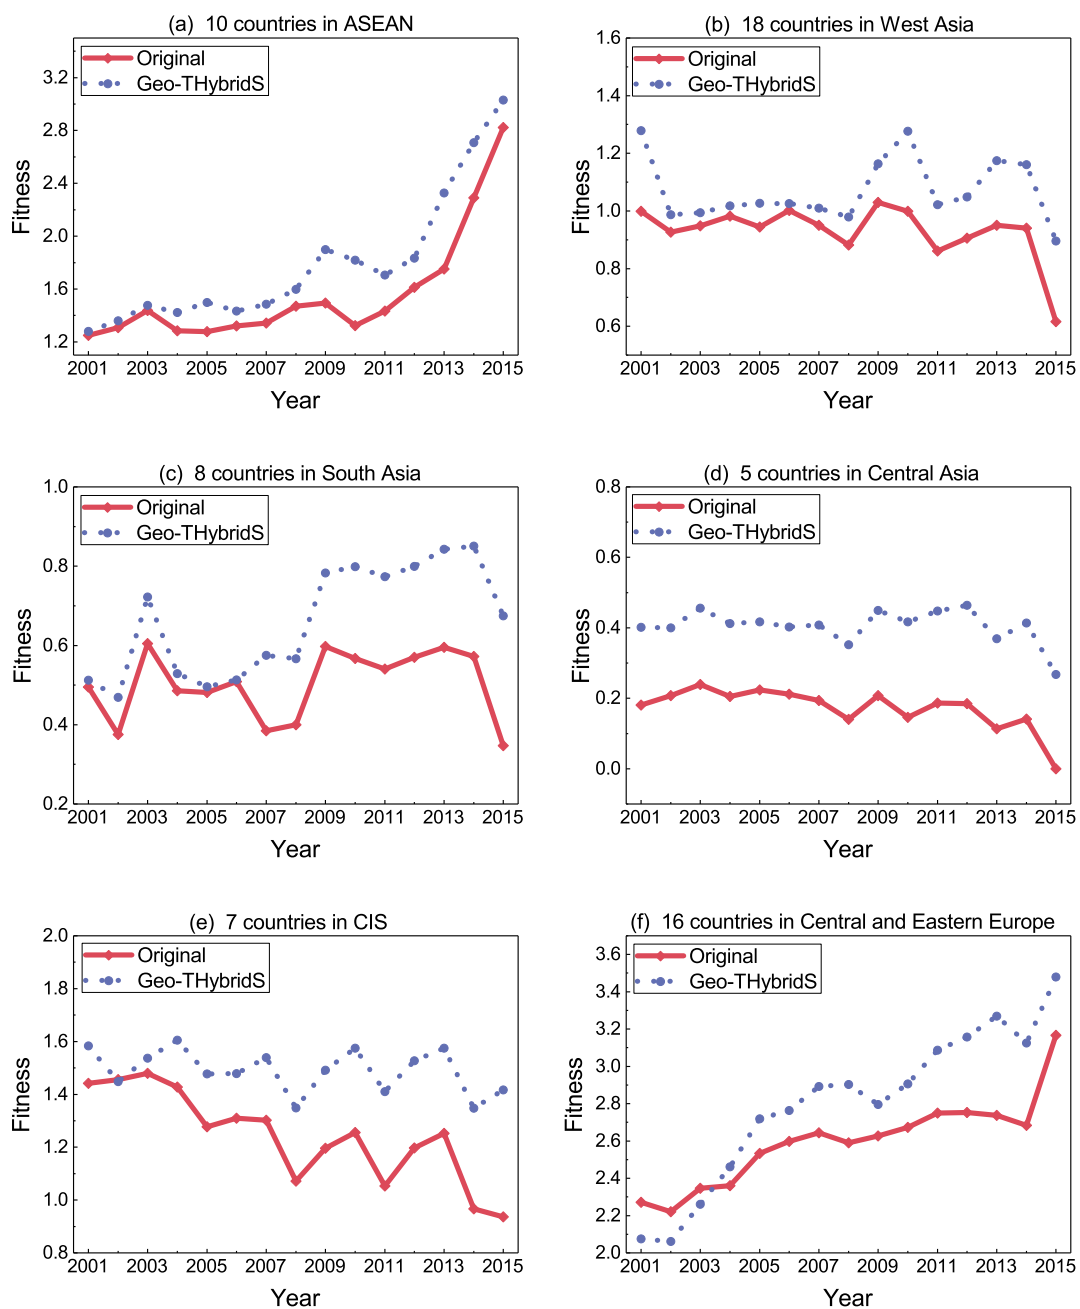 (a) 10 countries in ASEAN
Original
Geo-THybridS
3.2
2.8
2.4
2.0
1.6
1.2
Fitness
2001 2003 2005 2007 2009 2011 2013 2015
Year
(b) 18 countries in West Asia
Original
Geo-THybridS
1.6
1.4
1.2
1.0
0.8
0.6
Fitness
2001 2003 2005 2007 2009 2011 2013 2015
Year
(c) 8 countries in South Asia
Original
Geo-THybridS
1.0
0.8
0.6
0.4
0.2
Fitness
2001 2003 2005 2007 2009 2011 2013 2015
Year
(d) 5 countries in Central Asia
Original
Geo-THybridS
0.8
0.6
0.4
0.2
0.0
Fitness
2001 2003 2005 2007 2009 2011 2013 2015
Year
(e) 7 countries in CIS
Original
Geo-THybridS
2.0
1.8
1.6
1.4
1.2
1.0
0.8
Fitness
2001 2003 2005 2007 2009 2011 2013 2015
Year
(f) 16 countries in Central and Eastern Europe
Original
Geo-THybridS
3.6
3.4
3.2
3.0
2.8
2.6
2.4
2.2
2.0
Fitness
2001 2003 2005 2007 2009 2011 2013 2015
Year